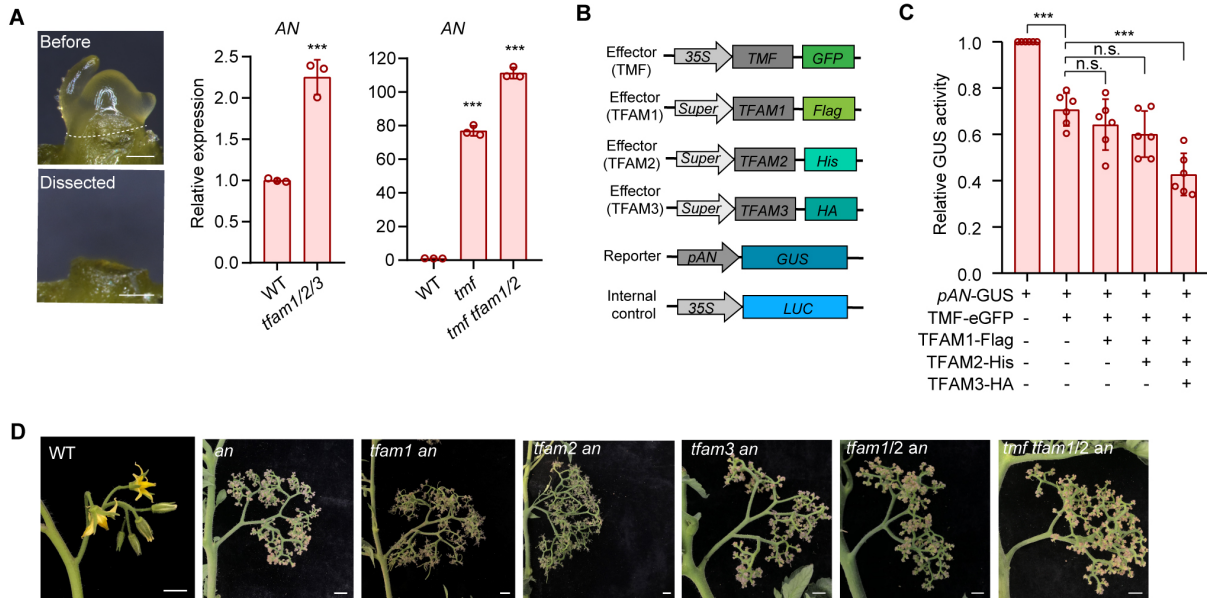 A
Before
Dissected
AN
Relative expression
2.5
2.0
1.5
1.0
0.5
0.0
***
WT
tfam1/2/3
AN
120
100
80
60
40
20
0
***
***
WT
tmf
tmf tfam1/2
B
Effector
(TMF)
35S TMF GFP
Effector
(TFAM1)
Super TFAM1 Flag
Effector
(TFAM2)
Super TFAM2 His
Effector
(TFAM3)
Super TFAM3 HA
Reporter
pAN GUS
Internal
control
35S LUC
C
Relative GUS activity
1.0
0.8
0.6
0.4
0.2
0.0
***
***
n.s.
n.s.
pAN-GUS + + + + +
TMF-eGFP - + + + +
TFAM1-Flag - - + + +
TFAM2-His - - - + +
TFAM3-HA - - - - +
D
WT
an
tfam1 an
tfam2 an
tfam3 an
tfam1/2 an
tmf tfam1/2 an